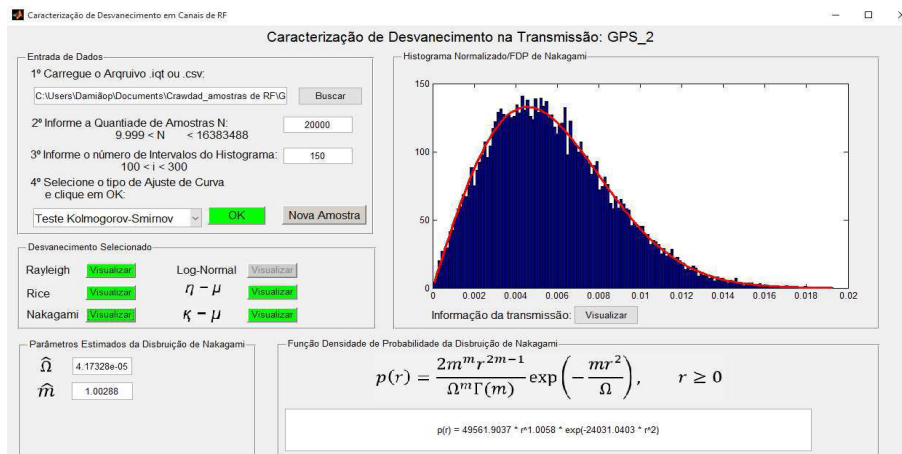 Caracterização de Desvanecimento em Canais de RF
Caracterização de Desvanecimento na Transmissão: GPS_2
Entrada de Dados
1º Carregue o Arqruivo .iqt ou .csv:
C:\Users\Damiãop\Documents\Crawdad_amostras de RF\G
Buscar
2º Informe a Quantiade de Amostras N:
9.999 < N < 16383488
20000
3º Informe o número de Intervalos do Histograma:
100 < i < 300
150
4º Selecione o tipo de Ajuste de Curva
e clique em OK:
Teste Kolmogorov-Smirnov
OK
Nova Amostra
Desvanecimento Selecionado
Rayleigh Visualizar Log-Normal Visualizar
Rice Visualizar η − μ Visualizar
Nakagami Visualizar κ − μ Visualizar
Histograma Normalizado/FDP de Nakagami
150
100
50
0
0 0.002 0.004 0.006 0.008 0.01 0.012 0.014 0.016 0.018 0.02
Informação da transmissão: Visualizar
Parâmetros Estimados da Disbruição de Nakagami
Ω̂ 4.17328e-05
m̂ 1.00288
Função Densidade de Probabilidade da Disbruição de Nakagami
p(r) = 2m^m r^{2m−1} / Ω^m Γ(m) exp(− mr² / Ω), r ≥ 0
p(r) = 49561.9037 * r^1.0058 * exp(-24031.0403 * r^2)